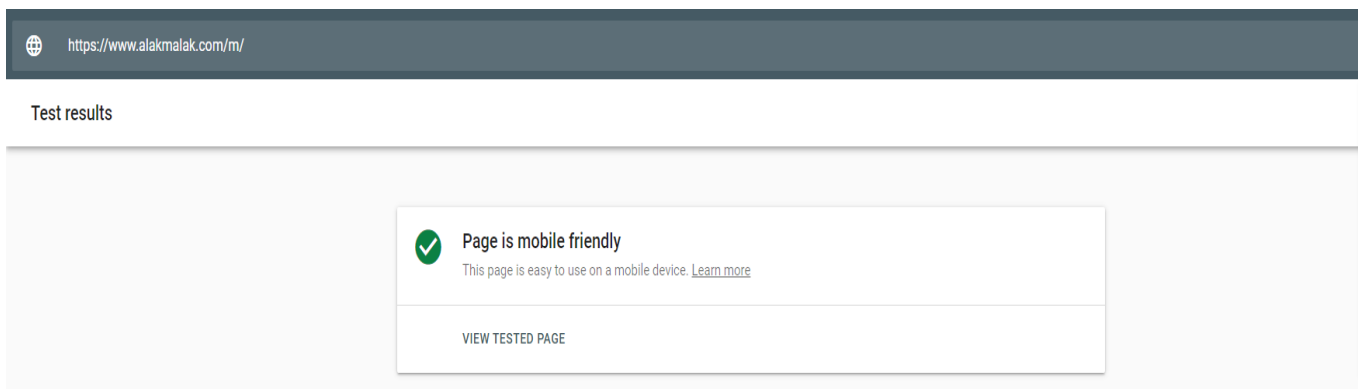 https://www.alakmalak.com/m/
Test results
Page is mobile friendly
This page is easy to use on a mobile device. Learn more
VIEW TESTED PAGE